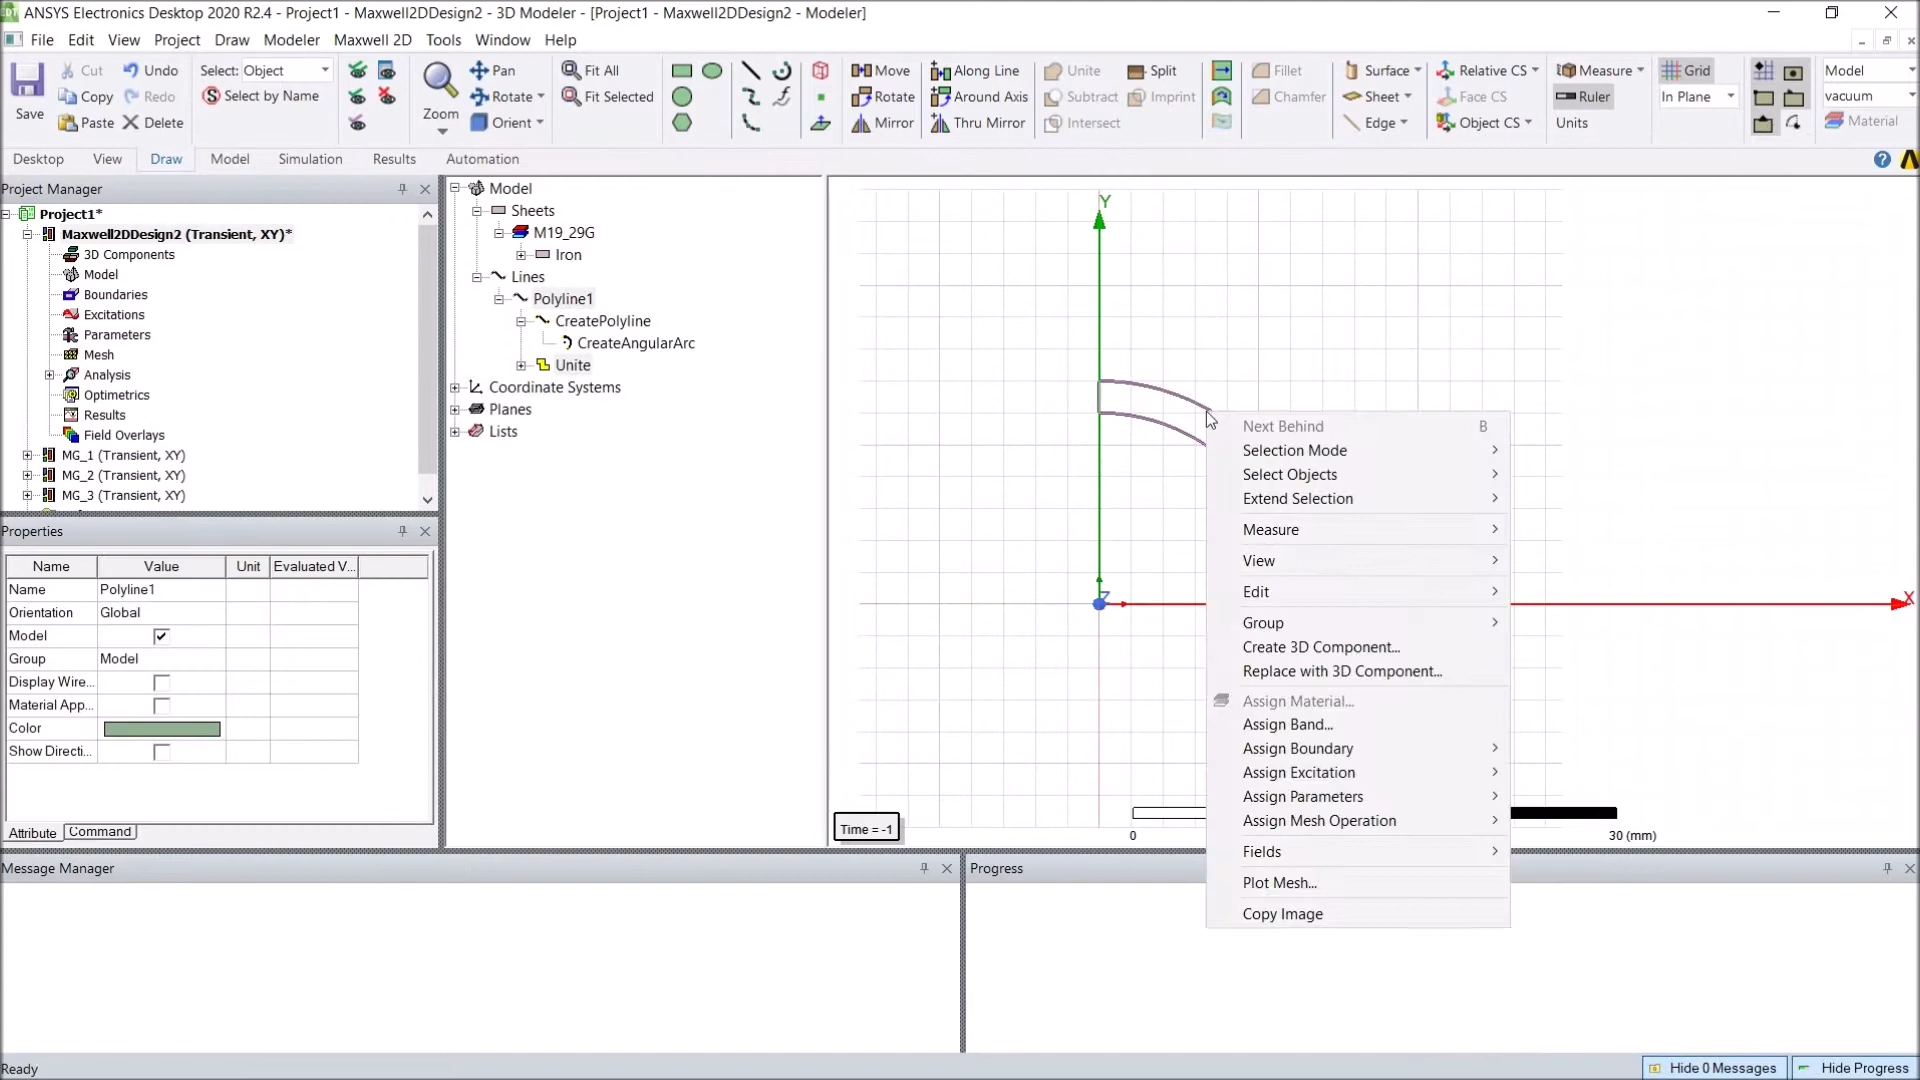 ANSYS Electronics Desktop 2020 R2.4 - Project1 - Maxwell2DDesign2 - 3D Modeler - [Project1 - Maxwell2DDesign2 - Modeler]
File Edit View Project Draw Modeler Maxwell 2D Tools Window Help
Cut Undo Select: Object Pan Fit All Move Along Line Unite Split Fillet Surface Relative CS Measure Grid Model
Copy Redo Select by Name Rotate Fit Selected Rotate Around Axis Subtract Imprint Chamfer Sheet Face CS Ruler In Plane vacuum
Save Paste Delete Zoom Orient Mirror Thru Mirror Intersect Edge Object CS Units Material
Desktop View Draw Model Simulation Results Automation
Project Manager
Project1*
Maxwell2DDesign2 (Transient, XY)*
3D Components
Model
Boundaries
Excitations
Parameters
Mesh
Analysis
Optimetrics
Results
Field Overlays
MG_1 (Transient, XY)
MG_2 (Transient, XY)
MG_3 (Transient, XY)
Properties
Name Value Unit Evaluated V...
Name Polyline1
Orientation Global
Model
Group Model
Display Wire...
Material App...
Color
Show Directi...
Attribute Command
Model
Sheets
M19_29G
Iron
Lines
Polyline1
CreatePolyline
CreateAngularArc
Unite
Coordinate Systems
Planes
Lists
Y
Z
X
Time = -1
0 30 (mm)
Next Behind B
Selection Mode
Select Objects
Extend Selection
Measure
View
Edit
Group
Create 3D Component...
Replace with 3D Component...
Assign Material...
Assign Band...
Assign Boundary
Assign Excitation
Assign Parameters
Assign Mesh Operation
Fields
Plot Mesh...
Copy Image
Message Manager
Progress
Ready
Hide 0 Messages Hide Progress